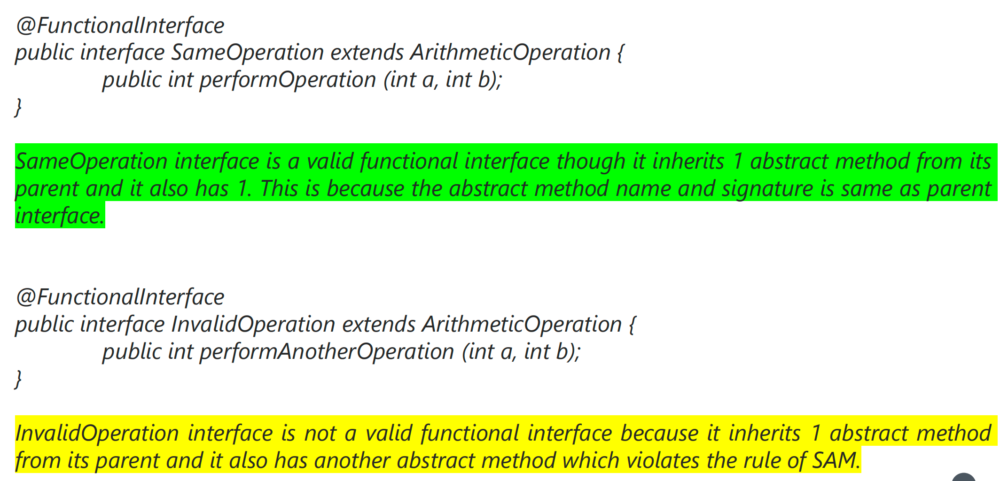 @FunctionalInterface
public interface SameOperation extends ArithmeticOperation {
public int performOperation (int a, int b);
}
SameOperation interface is a valid functional interface though it inherits 1 abstract method from its
parent and it also has 1. This is because the abstract method name and signature is same as parent
interface.
@FunctionalInterface
public interface InvalidOperation extends ArithmeticOperation {
public int performAnotherOperation (int a, int b);
}
InvalidOperation interface is not a valid functional interface because it inherits 1 abstract method
from its parent and it also has another abstract method which violates the rule of SAM.